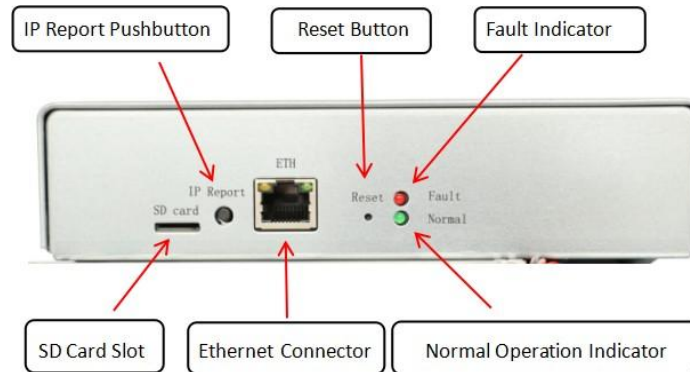 IP Report Pushbutton
Reset Button
Fault Indicator
ETH
IP Report
SD card
Reset
Fault
Normal
SD Card Slot
Ethernet Connector
Normal Operation Indicator